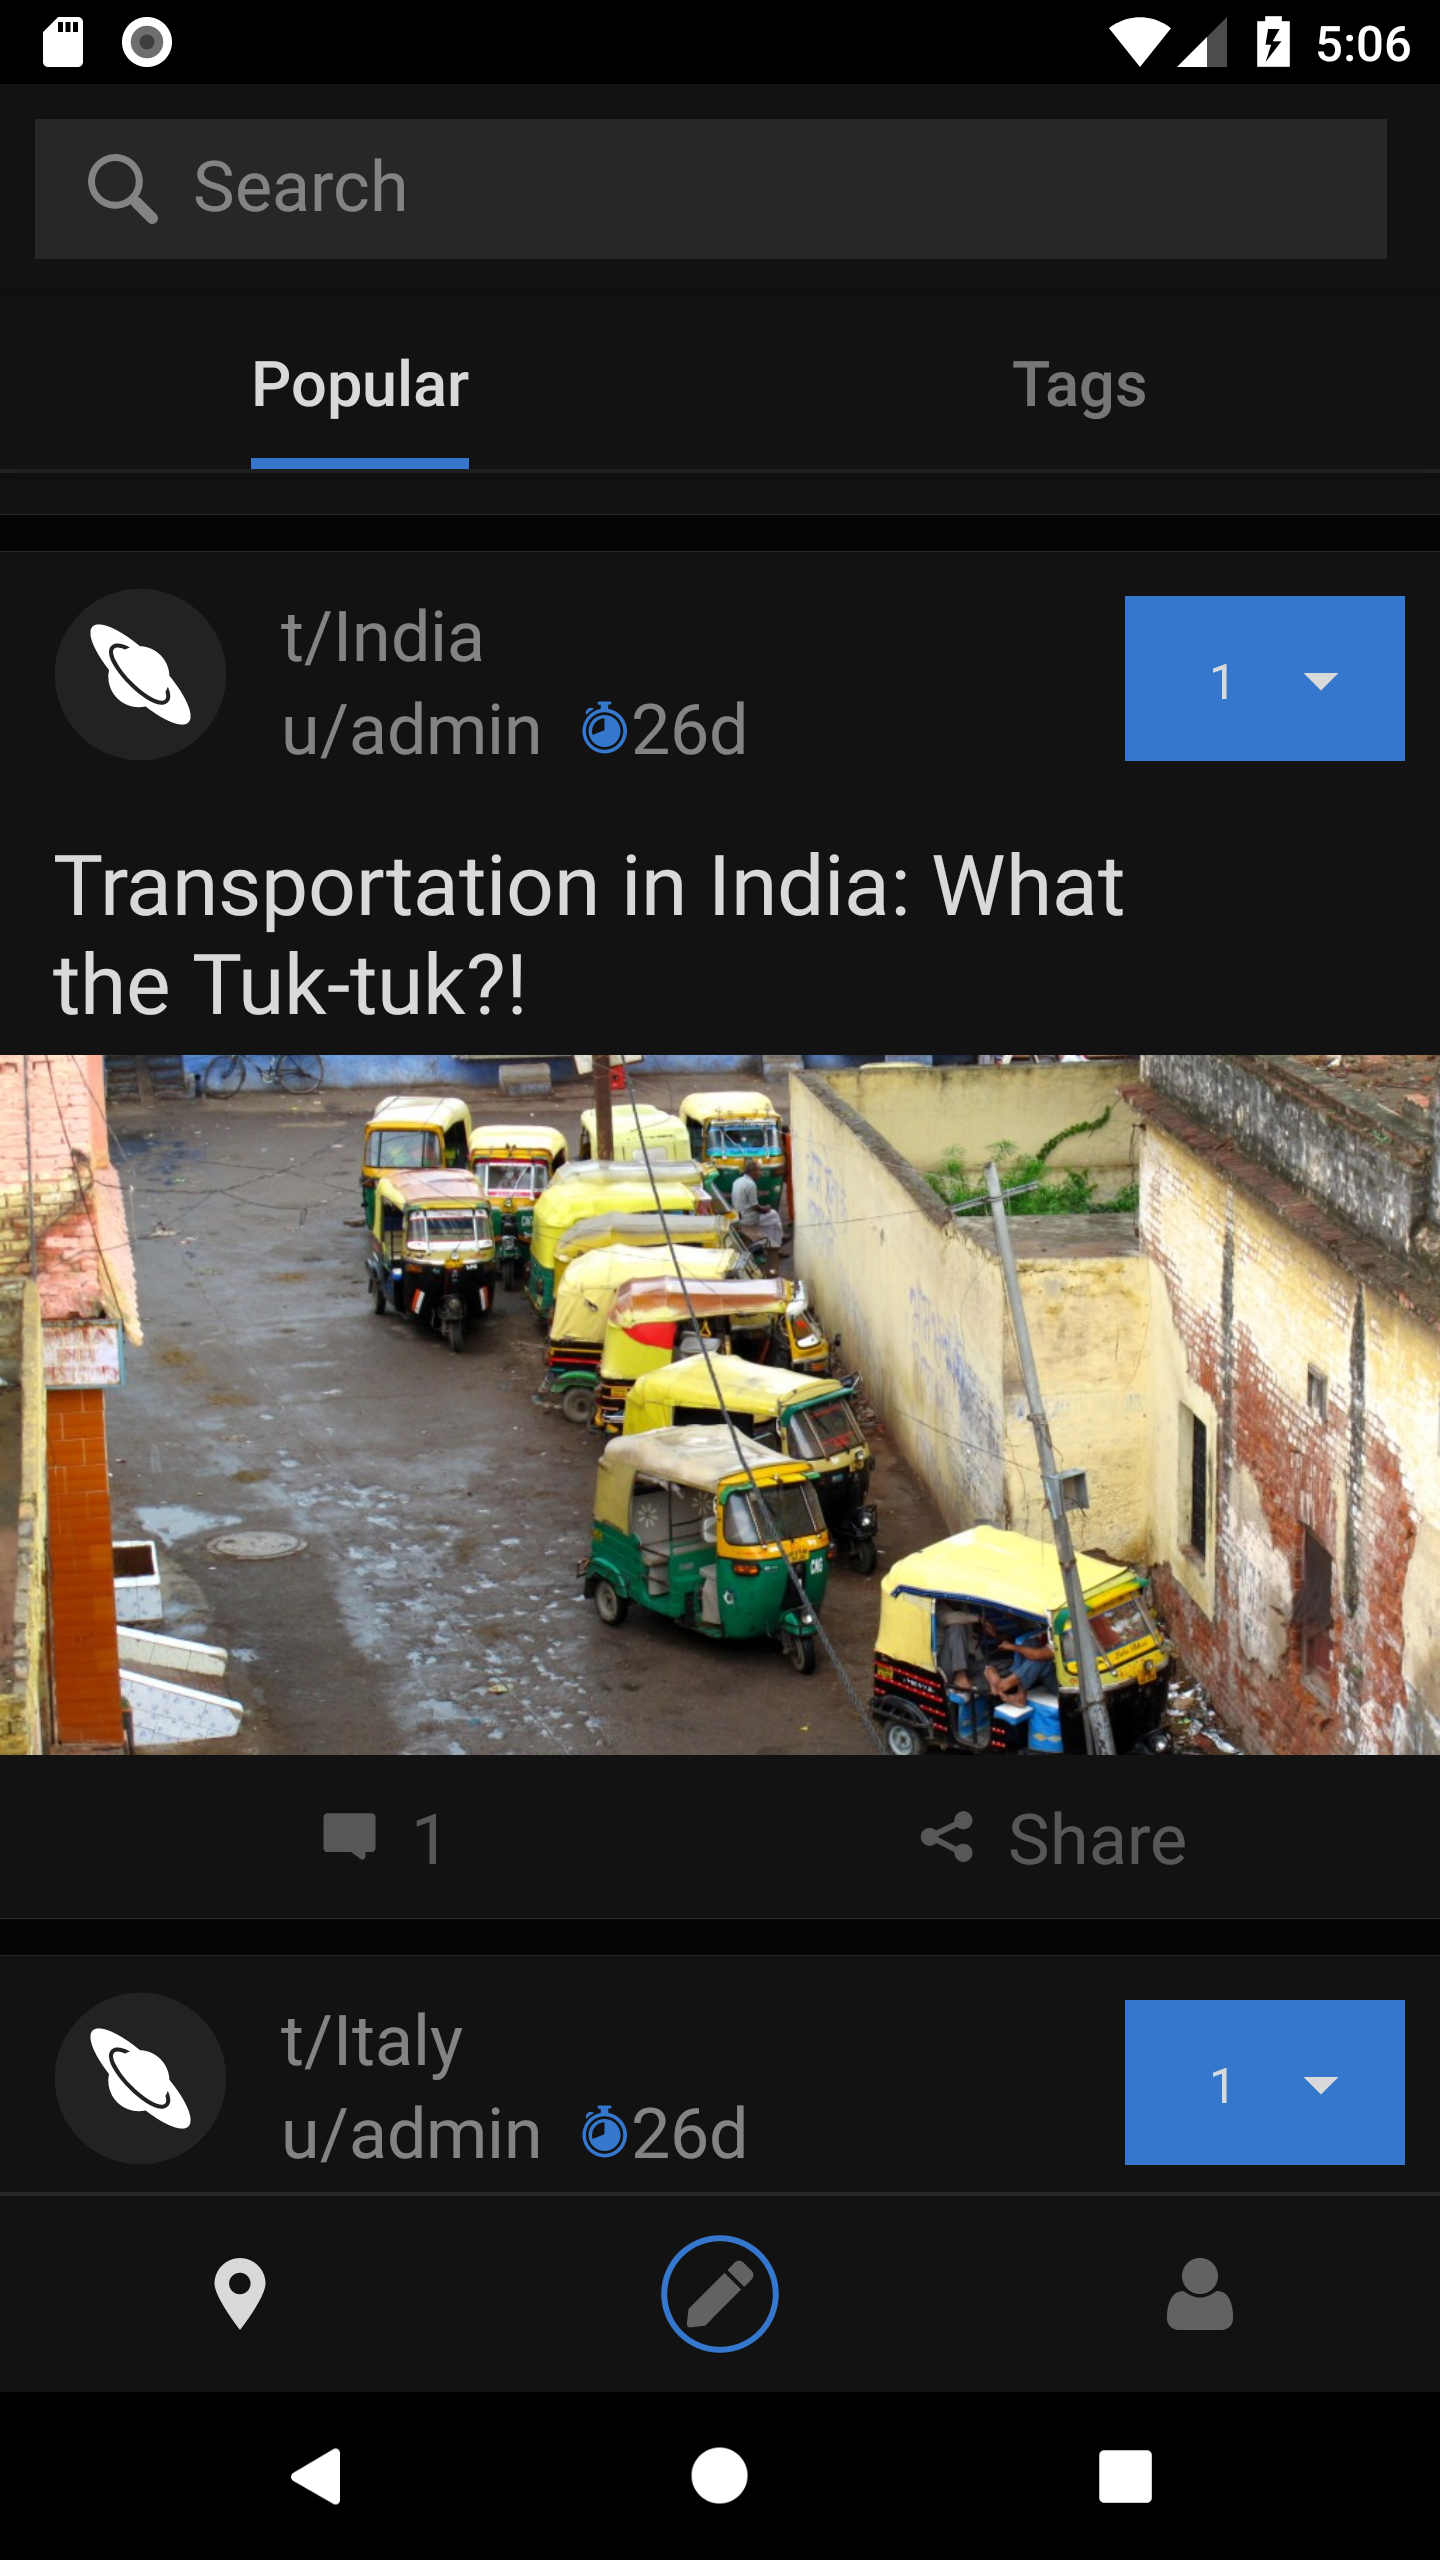 5:06
Search
Popular
Tags
t/India
u/admin 26d
1
Transportation in India: What
the Tuk-tuk?!
CNG
1
Share
t/Italy
u/admin 26d
1